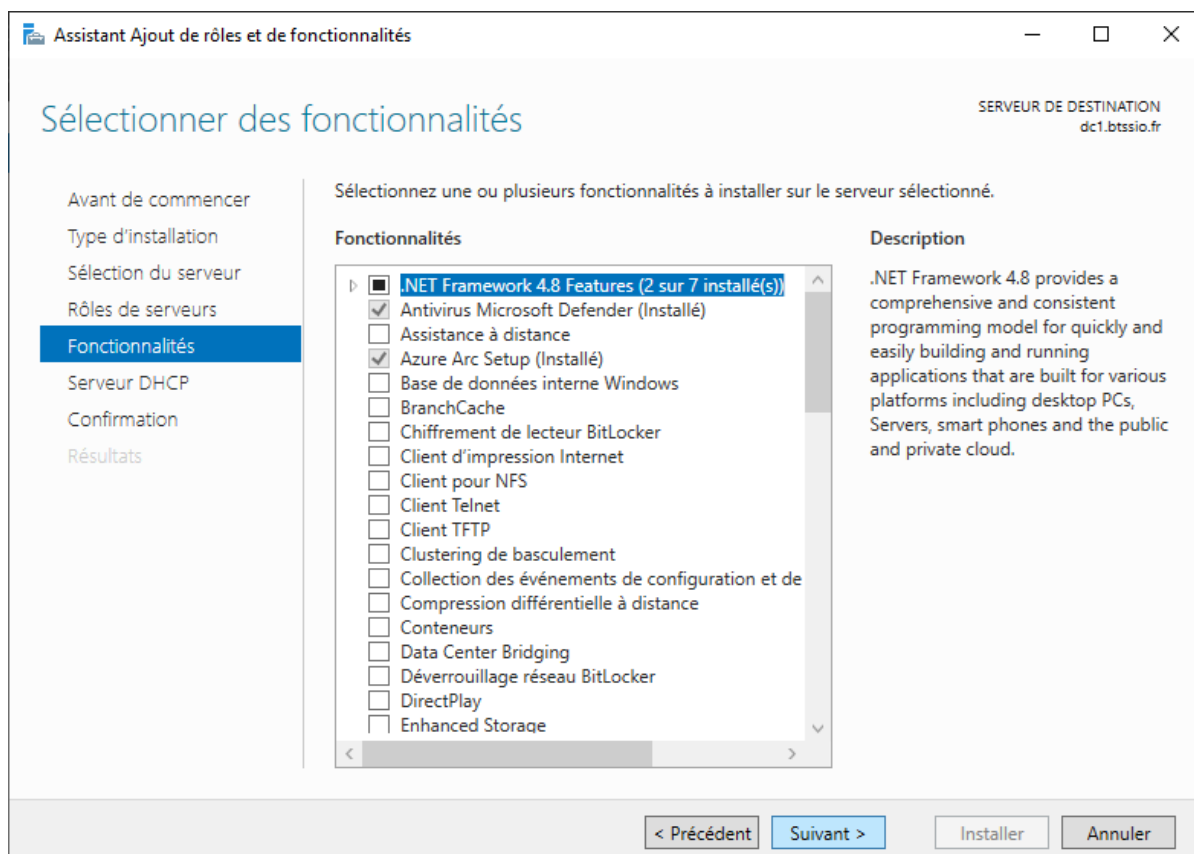 Assistant Ajout de rôles et de fonctionnalités
Sélectionner des fonctionnalités
SERVEUR DE DESTINATION
dc1.btssio.fr
Avant de commencer
Type d'installation
Sélection du serveur
Rôles de serveurs
Fonctionnalités
Serveur DHCP
Confirmation
Résultats
Sélectionnez une ou plusieurs fonctionnalités à installer sur le serveur sélectionné.
Fonctionnalités
.NET Framework 4.8 Features (2 sur 7 installé(s))
Antivirus Microsoft Defender (Installé)
Assistance à distance
Azure Arc Setup (Installé)
Base de données interne Windows
BranchCache
Chiffrement de lecteur BitLocker
Client d'impression Internet
Client pour NFS
Client Telnet
Client TFTP
Clustering de basculement
Collection des événements de configuration et de
Compression différentielle à distance
Conteneurs
Data Center Bridging
Déverrouillage réseau BitLocker
DirectPlay
Enhanced Storage
Description
.NET Framework 4.8 provides a
comprehensive and consistent
programming model for quickly and
easily building and running
applications that are built for various
platforms including desktop PCs,
Servers, smart phones and the public
and private cloud.
< Précédent
Suivant >
Installer
Annuler